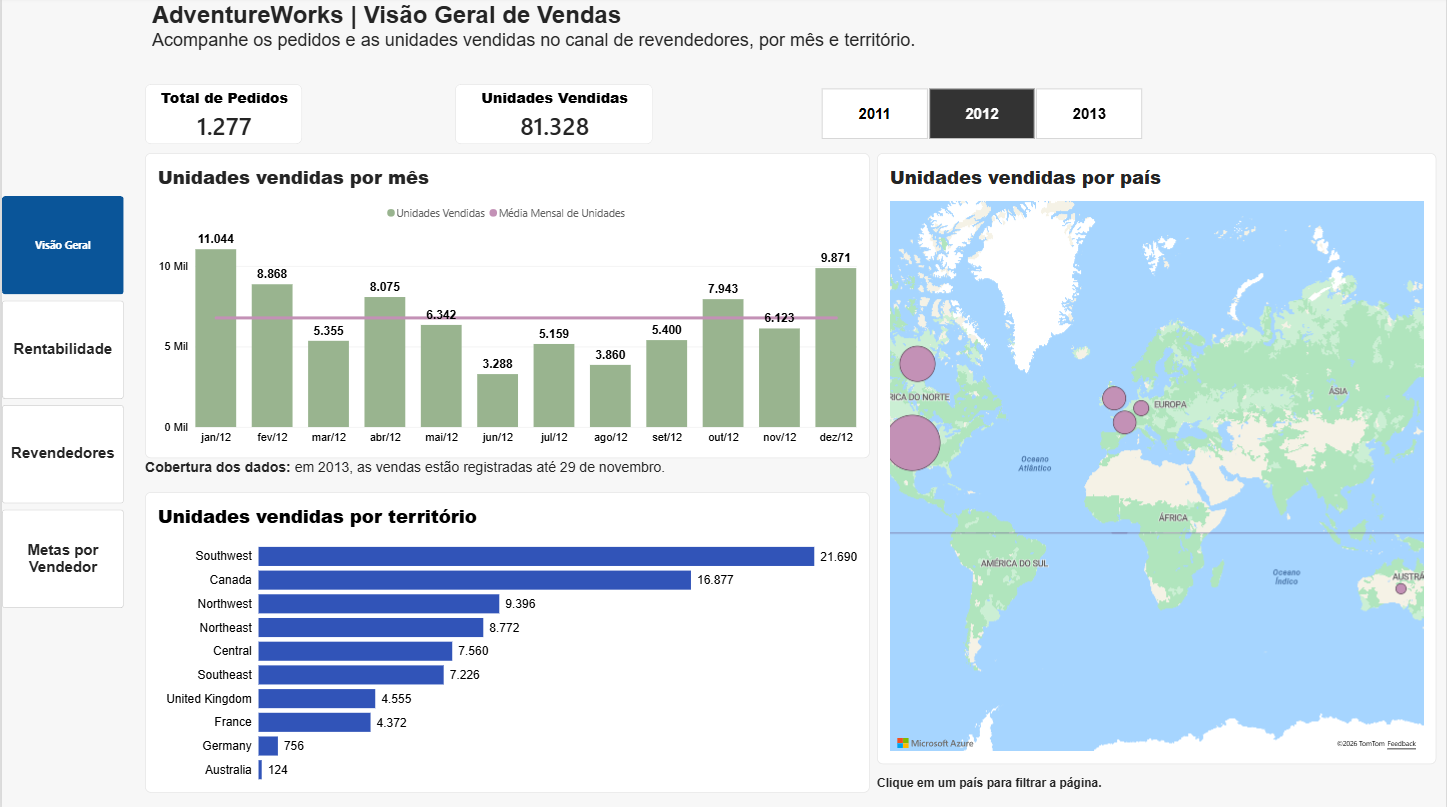 AdventureWorks | Visão Geral de Vendas
Acompanhe os pedidos e as unidades vendidas no canal de revendedores, por mês e território.
Total de Pedidos
1.277
Unidades Vendidas
81.328
2011
2012
2013
Visão Geral
Rentabilidade
Revendedores
Metas por
Vendedor
Unidades vendidas por mês
Unidades Vendidas Média Mensal de Unidades
11.044
8.868
5.355
8.075
6.342
3.288
5.159
3.860
5.400
7.943
6.123
9.871
10 Mil
5 Mil
0 Mil
jan/12 fev/12 mar/12 abr/12 mai/12 jun/12 jul/12 ago/12 set/12 out/12 nov/12 dez/12
Cobertura dos dados: em 2013, as vendas estão registradas até 29 de novembro.
Unidades vendidas por território
Southwest 21.690
Canada 16.877
Northwest 9.396
Northeast 8.772
Central 7.560
Southeast 7.226
United Kingdom 4.555
France 4.372
Germany 756
Australia 124
Unidades vendidas por país
RICA DO NORTE
EUROPA
ÁSIA
Oceano
Atlântico
ÁFRICA
AMÉRICA DO SUL
Oceano
Índico
AUSTRÁ
Microsoft Azure
©2026 TomTom Feedback
Clique em um país para filtrar a página.